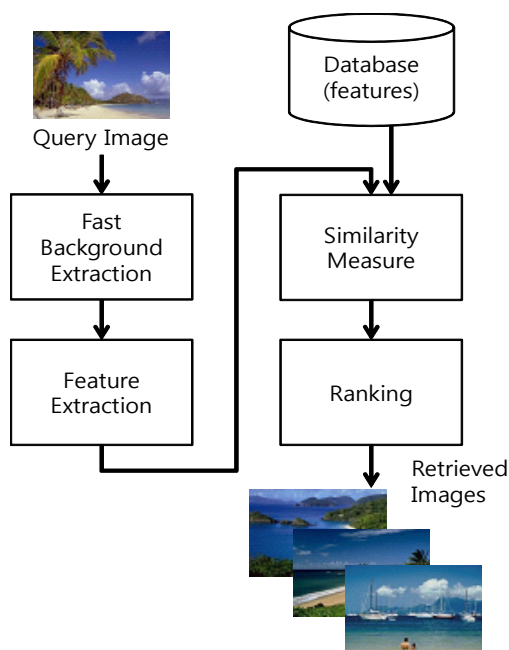 Query Image
Fast
Background
Extraction
Feature
Extraction
Database
(features)
Similarity
Measure
Ranking
Retrieved
Images